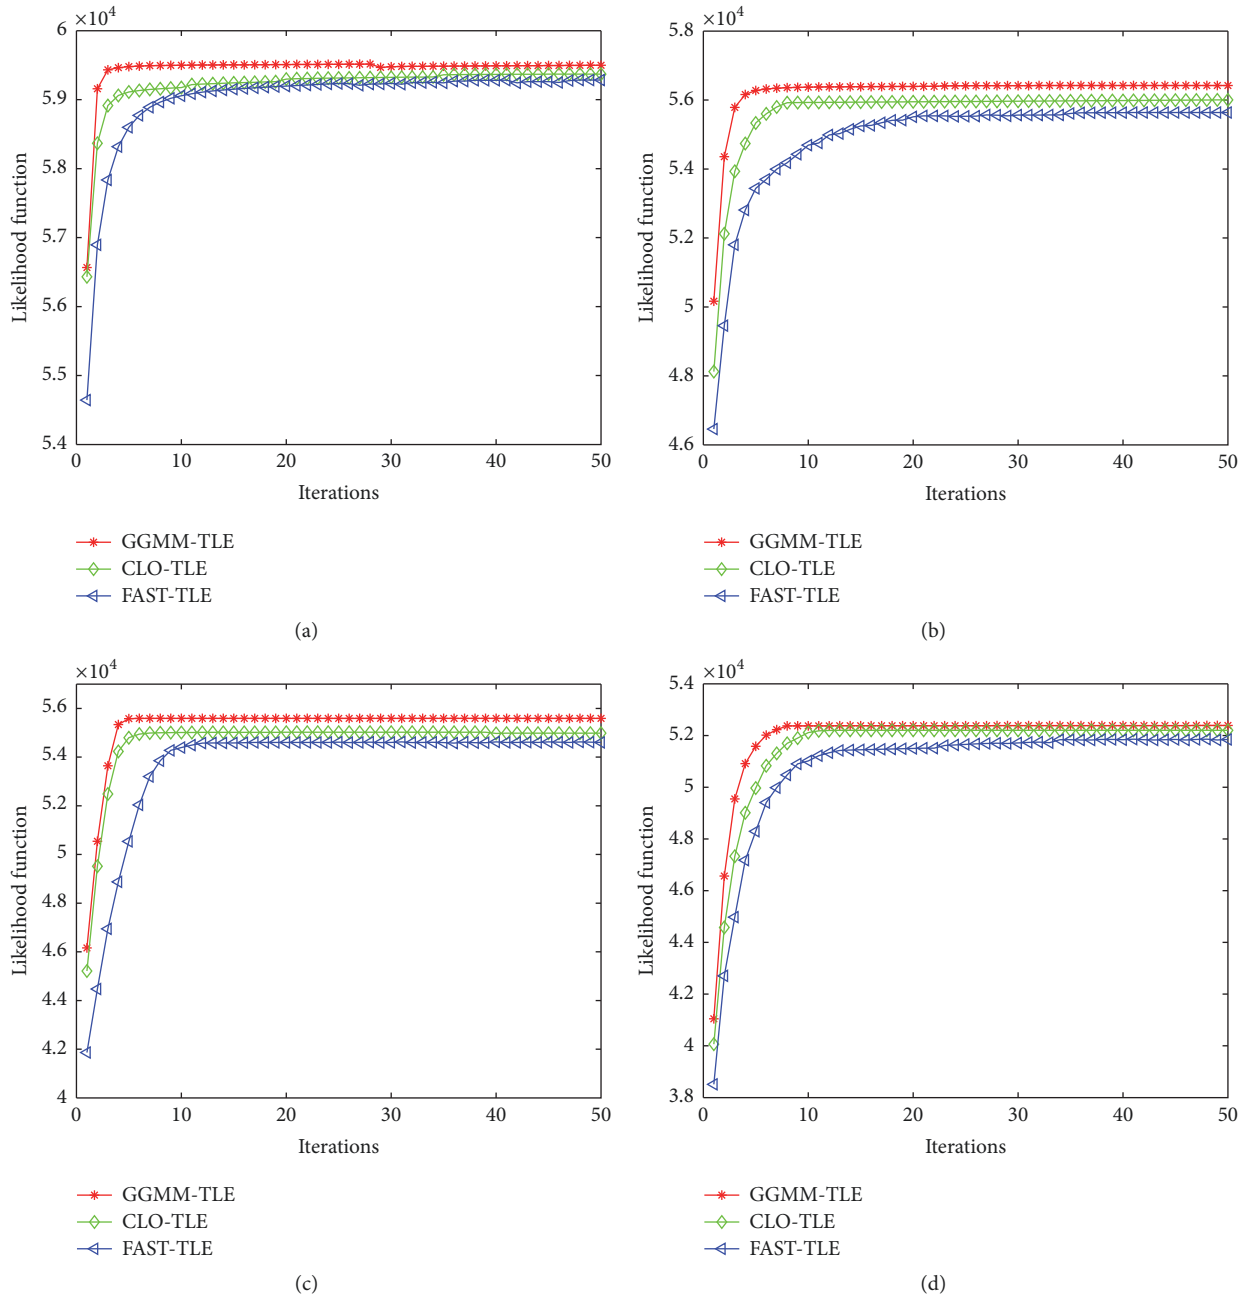 ×10⁴
6
5.9
5.8
5.7
5.6
5.5
5.4
0 10 20 30 40 50
Likelihood function
Iterations
GGMM-TLE
CLO-TLE
FAST-TLE
(a)
×10⁴
5.8
5.6
5.4
5.2
5
4.8
4.6
0 10 20 30 40 50
Likelihood function
Iterations
GGMM-TLE
CLO-TLE
FAST-TLE
(b)
×10⁴
5.6
5.4
5.2
5
4.8
4.6
4.4
4.2
4
0 10 20 30 40 50
Likelihood function
Iterations
GGMM-TLE
CLO-TLE
FAST-TLE
(c)
×10⁴
5.4
5.2
5
4.8
4.6
4.4
4.2
4
3.8
0 10 20 30 40 50
Likelihood function
Iterations
GGMM-TLE
CLO-TLE
FAST-TLE
(d)